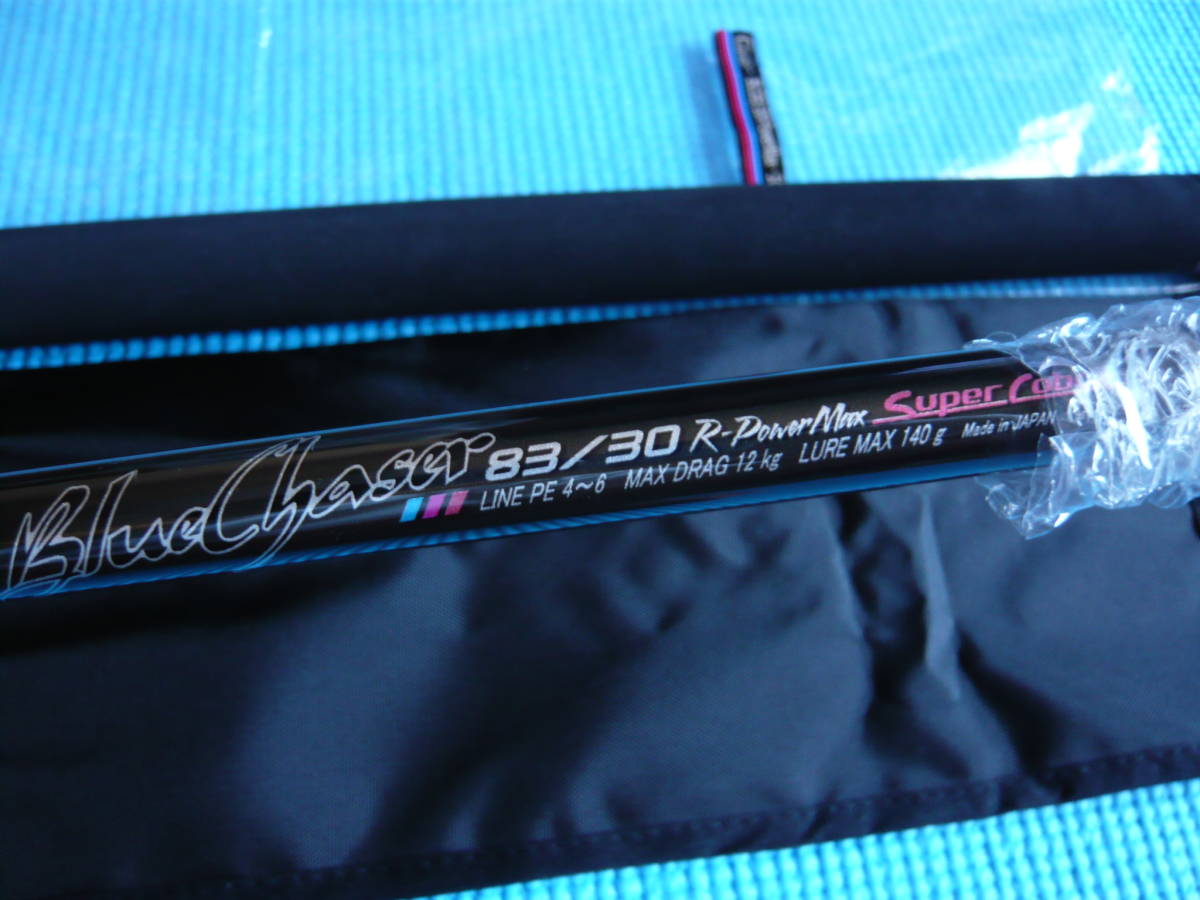 BlueChaser 83/30 R-PowerMax Super
LINE PE 4~6 MAX DRAG 12 kg LURE MAX 140 g Made in JAPAN